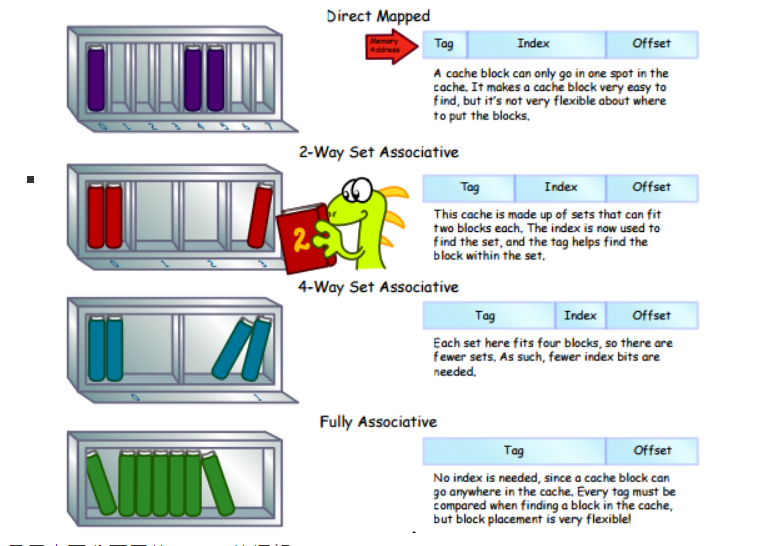 Direct Mapped
Memory Address
Tag Index Offset
A cache block can only go in one spot in the
cache. It makes a cache block very easy to
find, but it's not very flexible about where
to put the blocks.
0 1 2 3 4 5 6 7
2-Way Set Associative
Tag Index Offset
This cache is made up of sets that can fit
two blocks each. The index is now used to
find the set, and the tag helps find the
block within the set.
2
0 1 2 3
4-Way Set Associative
Tag Index Offset
Each set here fits four blocks, so there are
fewer sets. As such, fewer index bits are
needed.
0 1
Fully Associative
Tag Offset
No index is needed, since a cache block can
go anywhere in the cache. Every tag must be
compared when finding a block in the cache,
but block placement is very flexible!